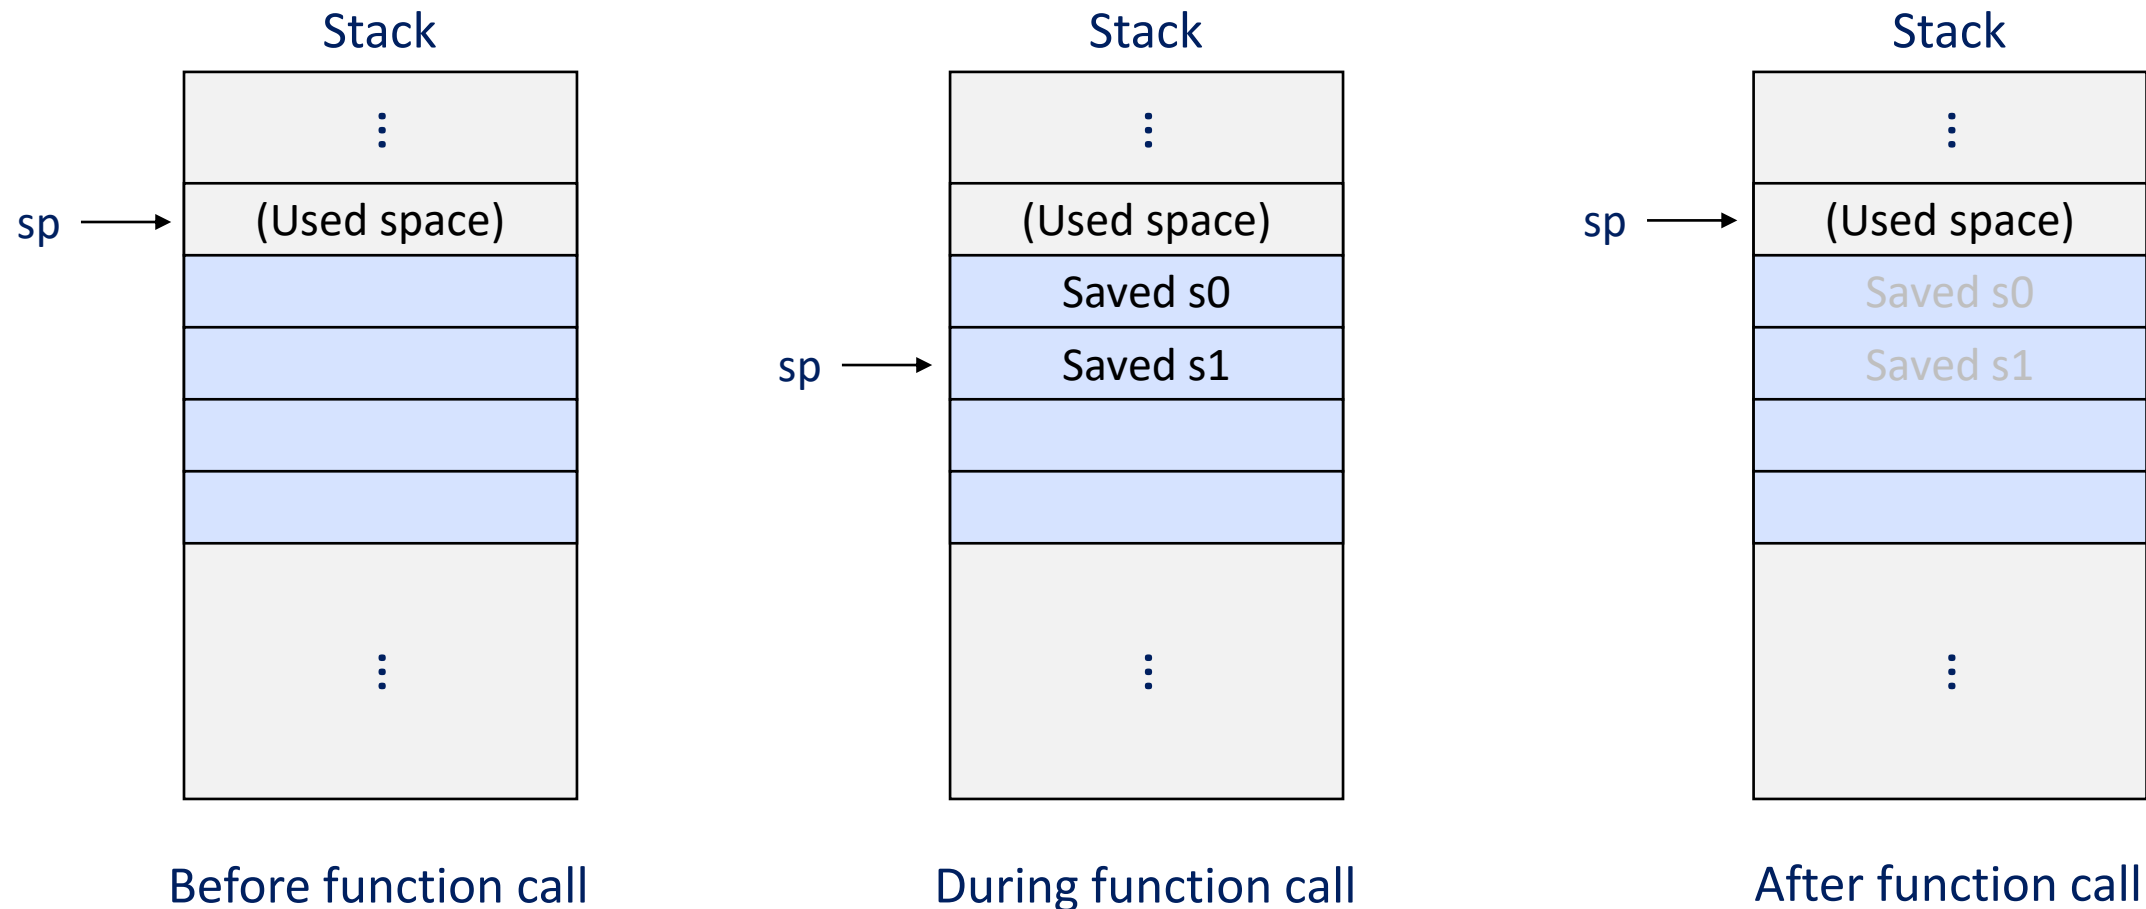 Stack
⋮
sp
(Used space)
⋮
Before function call
Stack
⋮
(Used space)
Saved s0
sp
Saved s1
⋮
During function call
Stack
⋮
sp
(Used space)
Saved s0
Saved s1
⋮
After function call